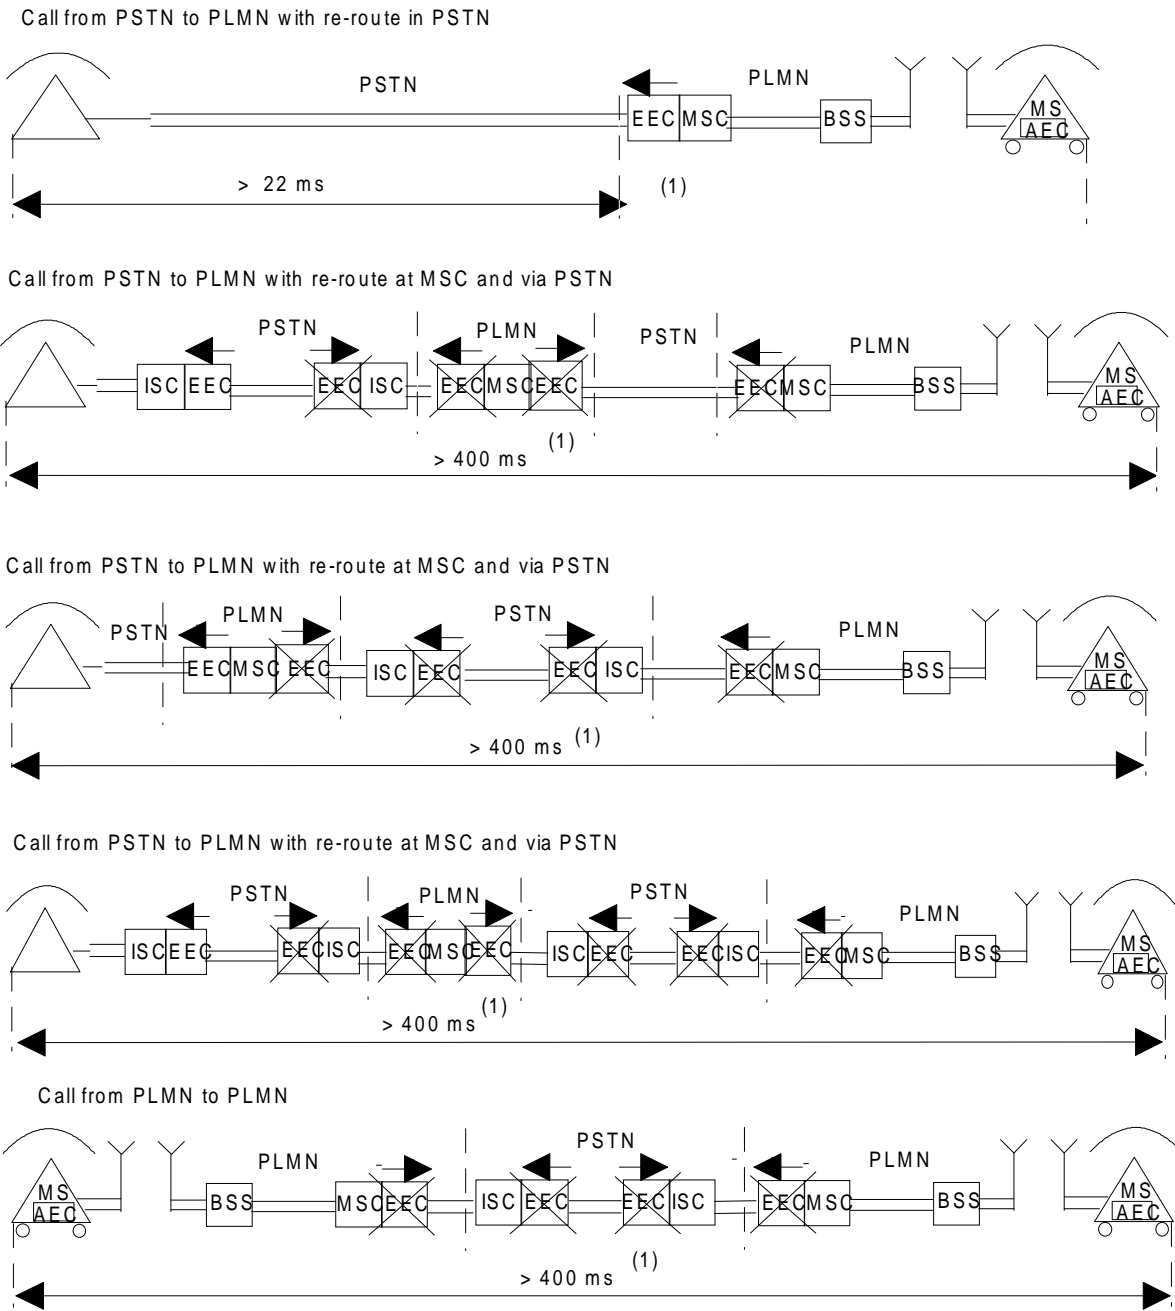 Call from PSTN to PLMN with re-route in PSTN
PSTN PLMN
EEC MSC BSS MS AEC
> 22 ms (1)
Call from PSTN to PLMN with re-route at MSC and via PSTN
PSTN PLMN PSTN PLMN
ISC EEC EEC ISC EEC MSC EEC EEC MSC BSS MS AEC
(1)
> 400 ms
Call from PSTN to PLMN with re-route at MSC and via PSTN
PSTN PLMN PSTN PLMN
EEC MSC EEC ISC EEC EEC ISC EEC MSC BSS MS AEC
> 400 ms (1)
Call from PSTN to PLMN with re-route at MSC and via PSTN
PSTN PLMN PSTN PLMN
ISC EEC EEC ISC EEC MSC EEC ISC EEC EEC ISC EEC MSC BSS MS AEC
(1)
> 400 ms
Call from PLMN to PLMN
PLMN PSTN PLMN
MS AEC BSS MSC EEC ISC EEC EEC ISC EEC MSC BSS MS AEC
(1)
> 400 ms